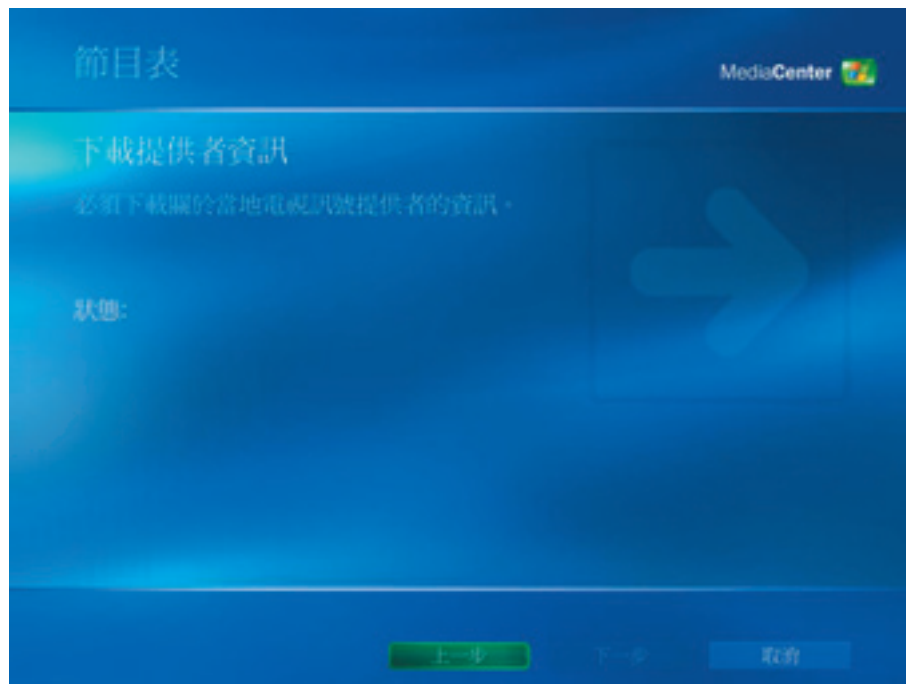 節目表
MediaCenter
下載提供者資訊
必須下載關於當地電視訊號提供者的資訊。
狀態:
上一步
下一步
取消